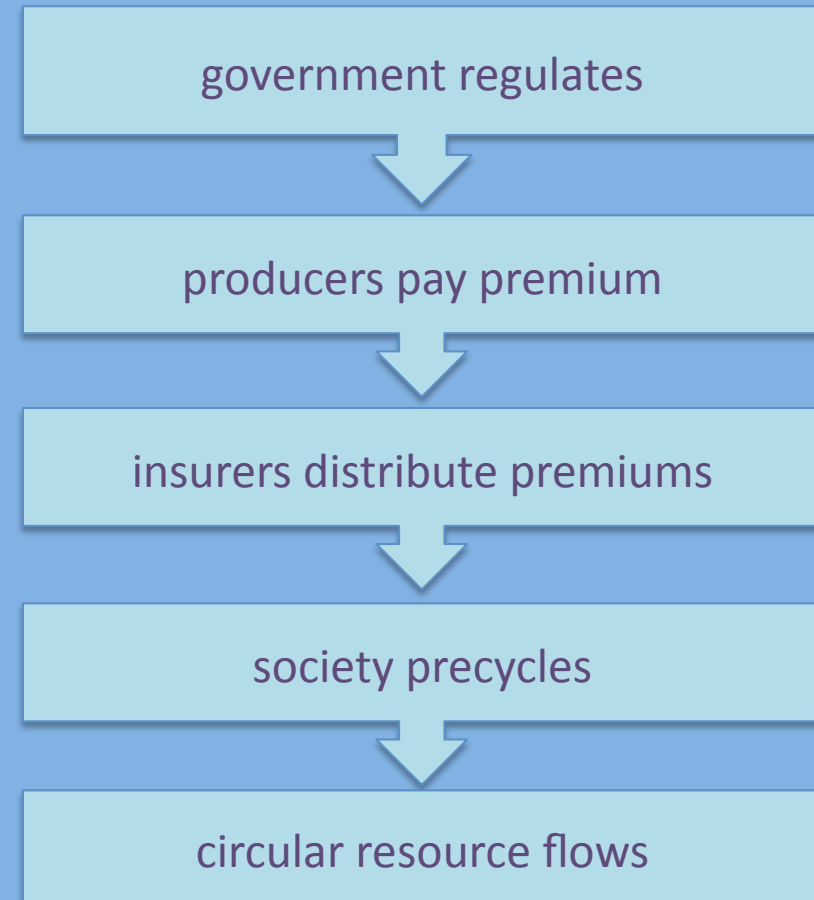 government regulates
producers pay premium
insurers distribute premiums
society precycles
circular resource flows